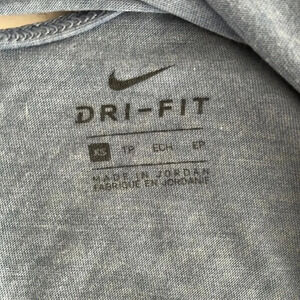 DRI-FIT
XS TP ECH EP
MADE IN JORDAN
FABRIQUÉ EN JORDANIE